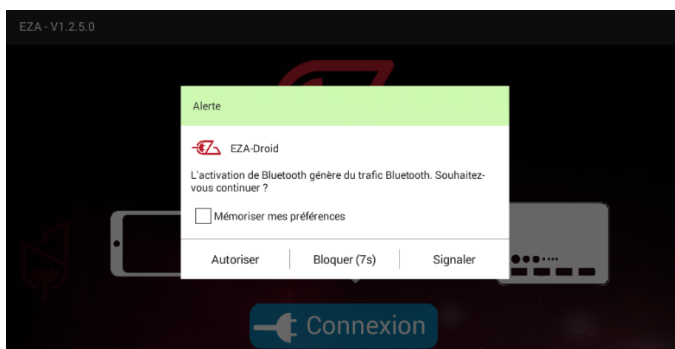 EZA - V1.2.5.0
Alerte
EZA-Droid
L'activation de Bluetooth génère du trafic Bluetooth. Souhaitez-
vous continuer ?
Mémoriser mes préférences
Autoriser
Bloquer (7s)
Signaler
Connexion